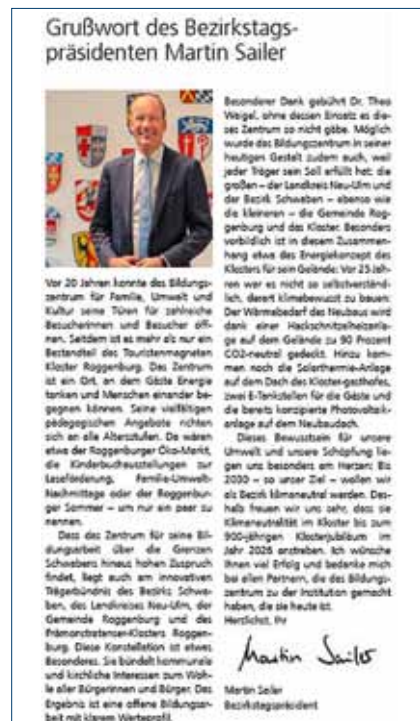 Grußwort des Bezirkstags-
präsidenten Martin Sailer
Vor 20 Jahren konnte das Bildungs-
zentrum für Familie, Umwelt und
Kultur seine Türen für zahlreiche
Besucherinnen und Besucher öff-
nen. Seitdem ist es mehr als nur ein
Bestandteil des Touristenmagneten
Kloster Roggenburg. Das Zentrum
ist ein Ort, an dem Gäste Energie
tanken und Menschen einander be-
gegnen können. Seine vielfältigen
pädagogischen Angebote richten
sich an alle Altersstufen. Da wären
etwa der Roggenburger Öko-Markt,
die Kinderbuchausstellungen zur
Leseförderung, Familie-Umwelt-
Nachmittage oder der Roggenbur-
ger Sommer – um nur ein paar zu
nennen.
Dass das Zentrum für seine Bil-
dungsarbeit über die Grenzen
Schwabens hinaus hohen Zuspruch
findet, liegt auch am innovativen
Trägerbündnis des Bezirks Schwa-
ben, des Landkreises Neu-Ulm, der
Gemeinde Roggenburg und des
Prämonstratenser-Klosters Roggen-
burg. Diese Konstellation ist etwas
Besonderes. Sie bündelt kommunale
und kirchliche Interessen zum Woh-
le aller Bürgerinnen und Bürger. Das
Ergebnis ist eine offene Bildungsar-
beit mit klarem Werteprofil.
Besonderer Dank gebührt Dr. Theo
Waigel, ohne dessen Einsatz es die-
ses Zentrum so nicht gäbe. Möglich
wurde das Bildungszentrum in seiner
heutigen Gestalt zudem auch, weil
jeder Träger sein Soll erfüllt hat: die
großen – der Landkreis Neu-Ulm und
der Bezirk Schwaben – ebenso wie
die kleineren – die Gemeinde Rog-
genburg und das Kloster. Besonders
vorbildlich ist in diesem Zusammen-
hang etwa das Energiekonzept des
Klosters für sein Gelände: Vor 25 Jah-
ren war es nicht so selbstverständ-
lich, derart klimabewusst zu bauen:
Der Wärmebedarf des Neubaus wird
dank einer Hackschnitzelheizanla-
ge auf dem Gelände zu 90 Prozent
CO2-neutral gedeckt. Hinzu kom-
men noch die Solarthermie-Anlage
auf dem Dach des Kloster-gasthofes,
zwei E-Tankstellen für die Gäste und
die bereits konzipierte Photovoltaik-
anlage auf dem Neubaudach.
Dieses Bewusstsein für unsere
Umwelt und unsere Schöpfung lie-
gen uns besonders am Herzen: Bis
2030 – so unser Ziel – wollen wir
als Bezirk klimaneutral werden. Des-
halb freuen wir uns sehr, dass sie
Klimaneutralität im Kloster bis zum
900-jährigen Klosterjubiläum im
Jahr 2026 anstreben. Ich wünsche
Ihnen viel Erfolg und bedanke mich
bei allen Partnern, die das Bildungs-
zentrum zu der Institution gemacht
haben, die sie heute ist.
Herzlichst, Ihr
Martin Sailer
Martin Sailer
Bezirkstagspräsident